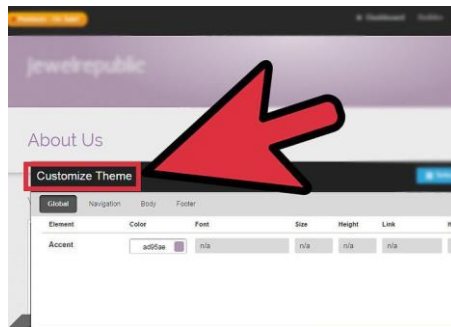 Dashboard
Jewelrepublic
About Us
Customize Theme
Global Navigation Body Footer
Element Color Font Size Height Link
Accent ad95ae n/a n/a n/a n/a